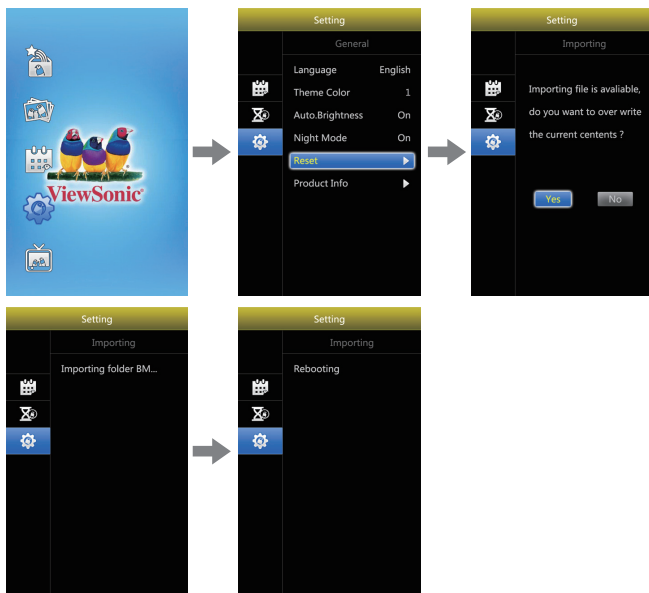 ViewSonic®
Setting
General
Language English
Theme Color 1
Auto.Brightness On
Night Mode On
Reset
Product Info
Setting
Importing
Importing file is avaliable,
do you want to over write
the current centents ?
Yes No
Setting
Importing
Importing folder BM...
Setting
Importing
Rebooting